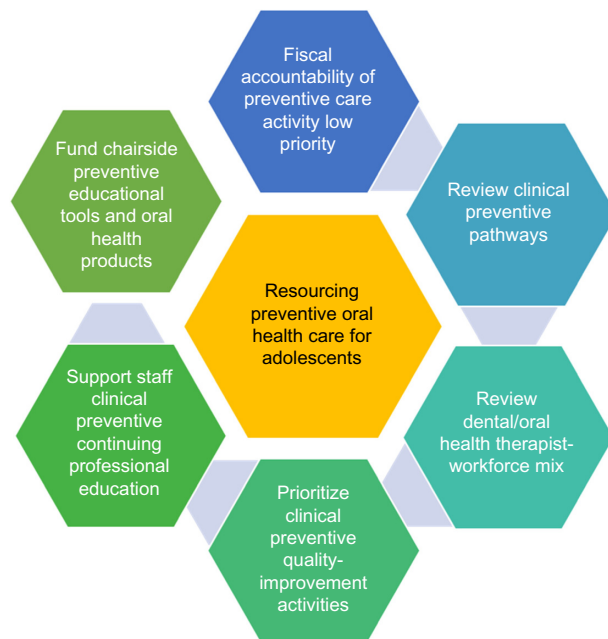 Fiscal
accountability of
preventive care
activity low
priority
Review clinical
preventive
pathways
Review
dental/oral
health therapist-
workforce mix
Prioritize
clinical
preventive
quality-
improvement
activities
Support staff
clinical
preventive
continuing
professional
education
Fund chairside
preventive
educational
tools and oral
health
products
Resourcing
preventive oral
health care for
adolescents